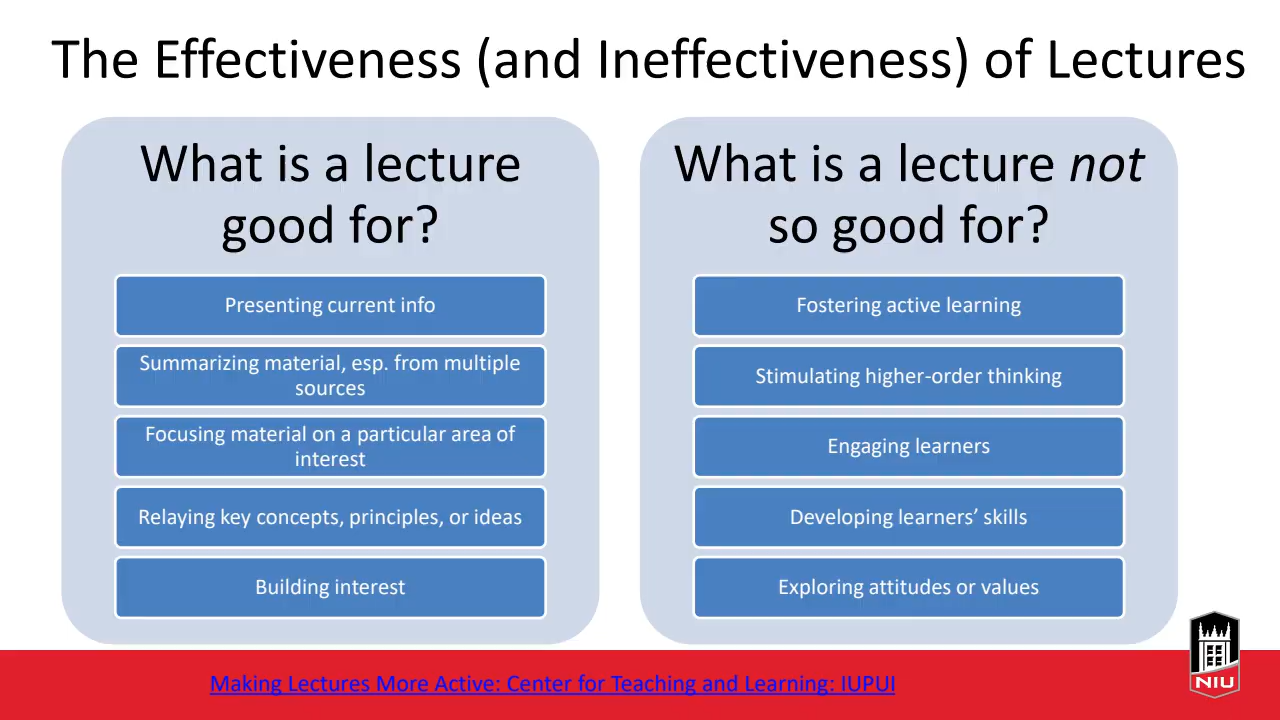 The Effectiveness (and Ineffectiveness) of Lectures
What is a lecture
good for?
Presenting current info
Summarizing material, esp. from multiple
sources
Focusing material on a particular area of
interest
Relaying key concepts, principles, or ideas
Building interest
What is a lecture not
so good for?
Fostering active learning
Stimulating higher-order thinking
Engaging learners
Developing learners’ skills
Exploring attitudes or values
Making Lectures More Active: Center for Teaching and Learning: IUPUI
NIU